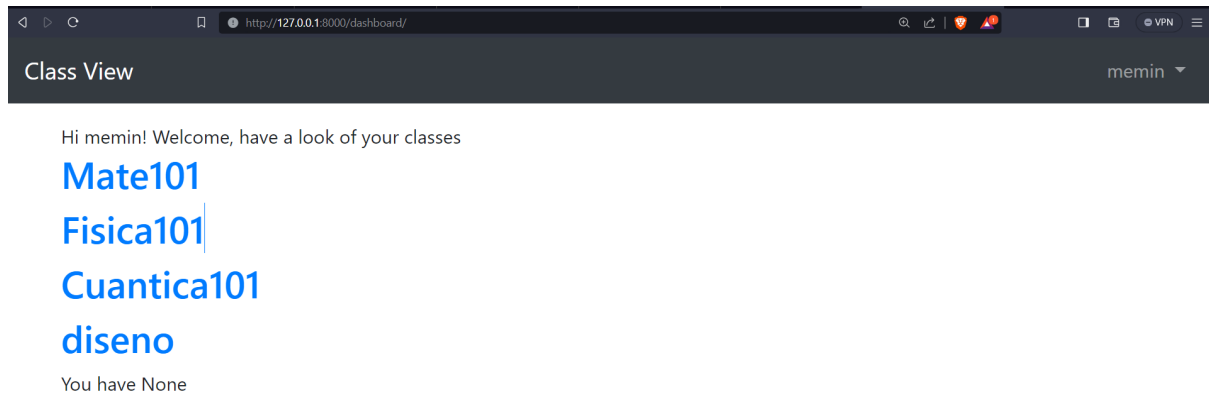 http://127.0.0.1:8000/dashboard/
VPN
Class View
memin
Hi memin! Welcome, have a look of your classes
Mate101
Fisica101
Cuantica101
diseno
You have None